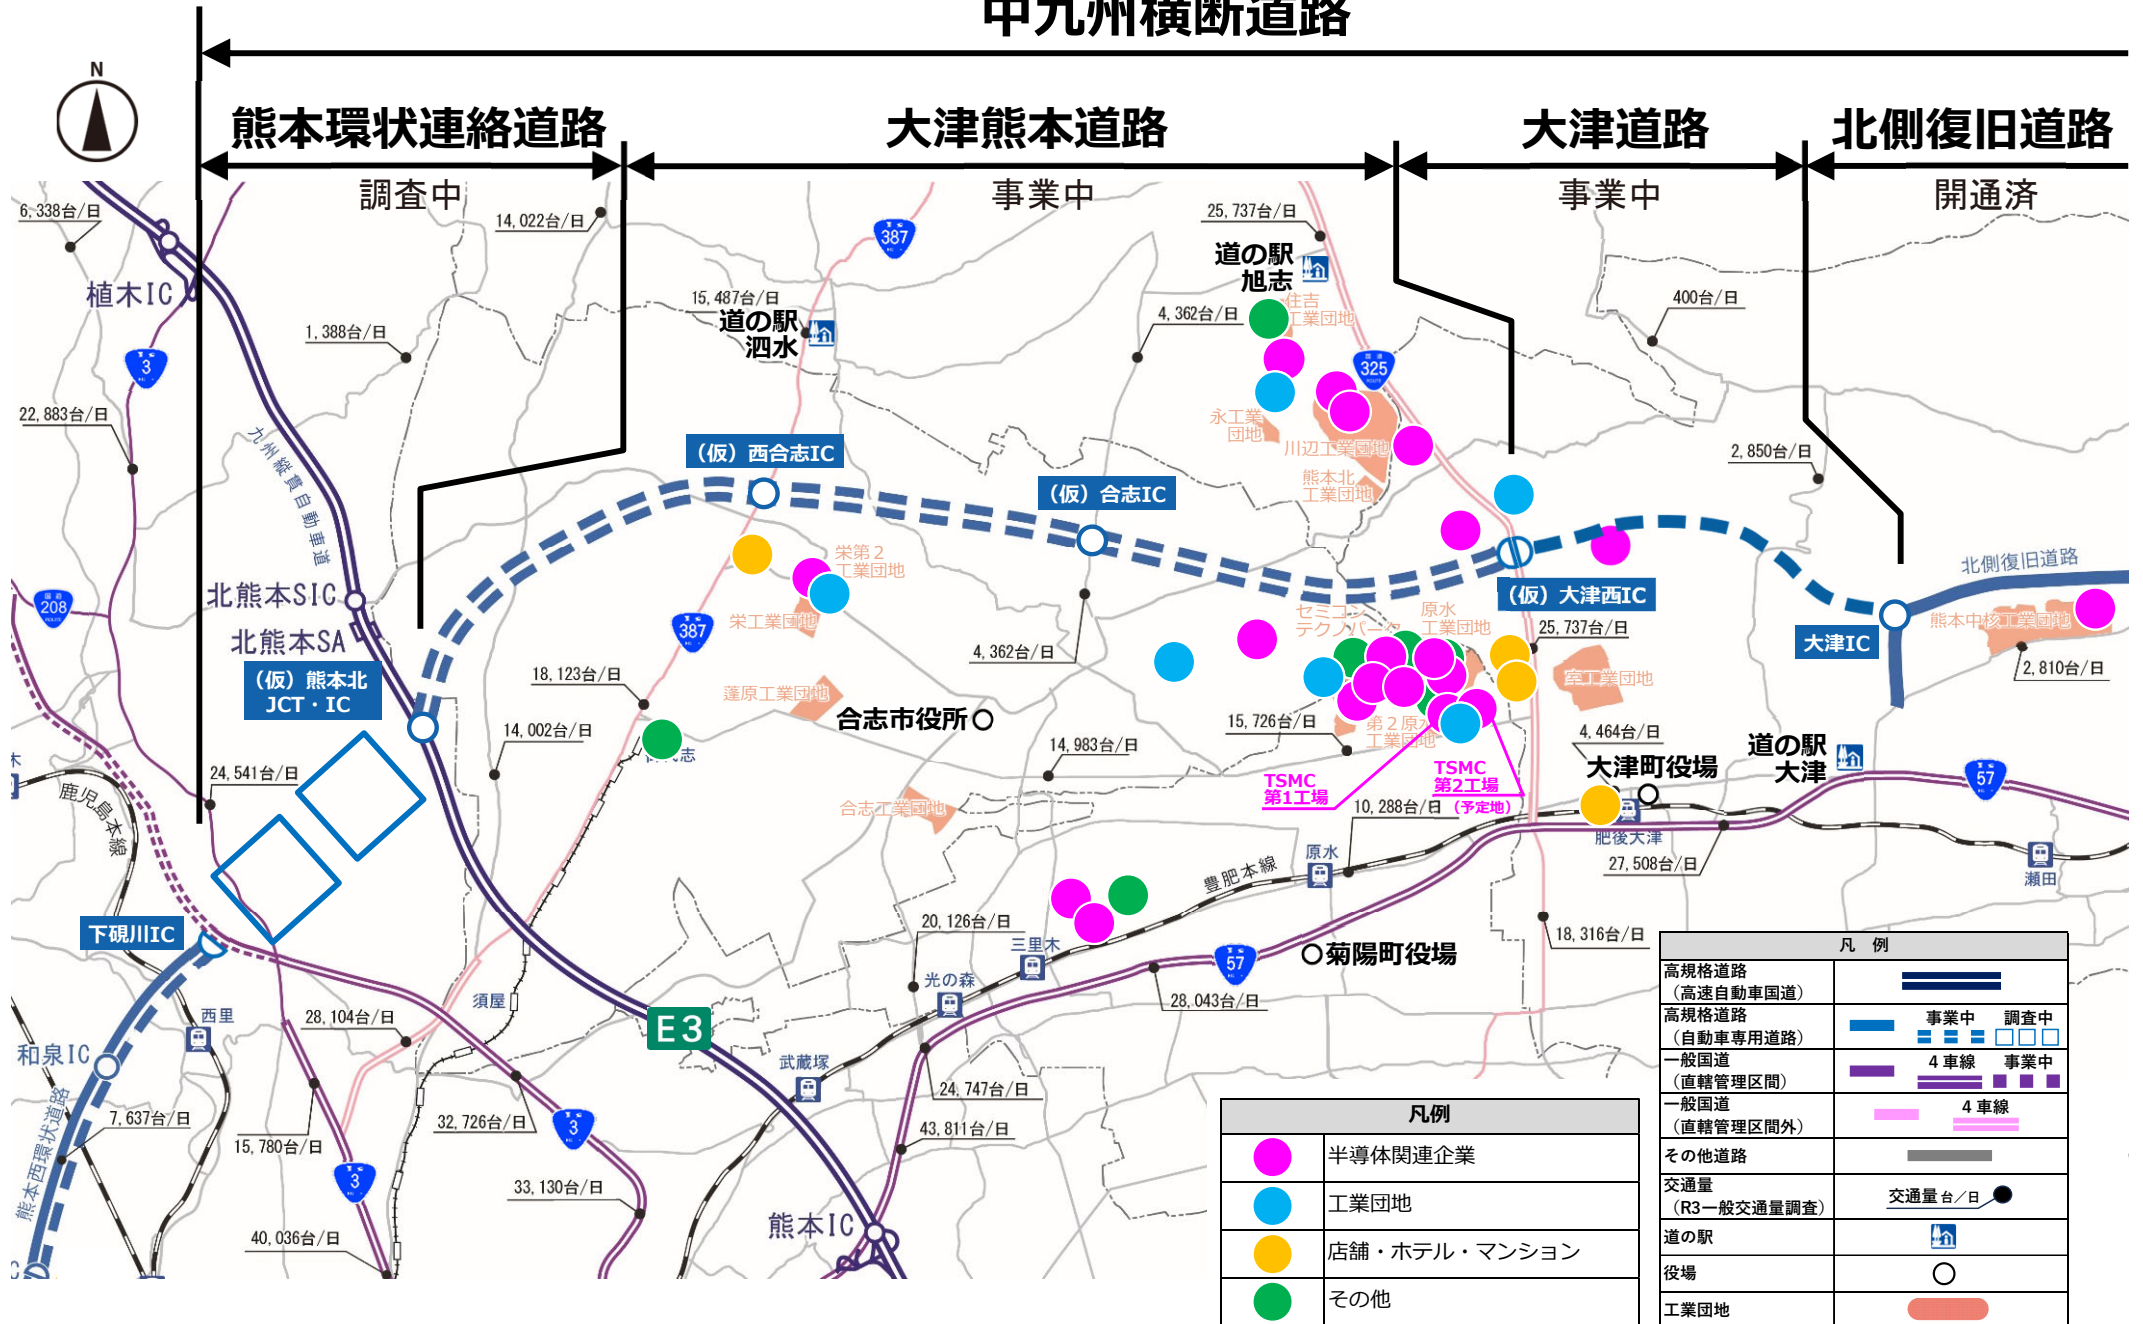 中九州横断道路
N
熊本環状連絡道路
大津熊本道路
大津道路
北側復旧道路
調査中
事業中
事業中
開通済
6,338台/日
14,022台/日
387
25,737台/日
道の駅
旭志
植木IC
15,487台/日
道の駅
泗水
4,362台/日
住吉
工業団地
400台/日
1,388台/日
3
国道
325
ROUTE
22,883台/日
永工業
団地
川辺工業団地
九州縦貫自動車道
(仮)西合志IC
2,850台/日
熊本北
工業団地
(仮)合志IC
栄第2
工業団地
北側復旧道路
北熊本SIC
国道
208
ROUTE
(仮)大津西IC
栄工業団地
セミコン
テクノパーク
原水
工業団地
熊本中核工業団地
387
25,737台/日
北熊本SA
大津IC
4,362台/日
2,810台/日
(仮)熊本北
JCT・IC
18,123台/日
蓬原工業団地
室工業団地
合志市役所
15,726台/日
第2原水
工業団地
14,002台/日
14,983台/日
4,464台/日
道の駅
大津
大津町役場
24,541台/日
TSMC
第1工場
TSMC
第2工場
(予定地)
57
鹿児島本線
合志工業団地
10,288台/日
肥後大津
原水
27,508台/日
瀬田
豊肥本線
下硯川IC
20,126台/日
18,316台/日
三里木
57
菊陽町役場
光の森
28,043台/日
須屋
西里
28,104台/日
E3
和泉IC
武蔵塚
24,747台/日
7,637台/日
32,726台/日
3
43,811台/日
15,780台/日
熊本西環状道路
3
33,130台/日
熊本IC
40,036台/日
凡例
半導体関連企業
工業団地
店舗・ホテル・マンション
その他
凡 例
高規格道路
(高速自動車国道)
高規格道路
(自動車専用道路)
事業中
調査中
一般国道
(直轄管理区間)
4車線
事業中
一般国道
(直轄管理区間外)
4車線
その他道路
交通量
(R3一般交通量調査)
交通量 台/日
道の駅
役場
工業団地